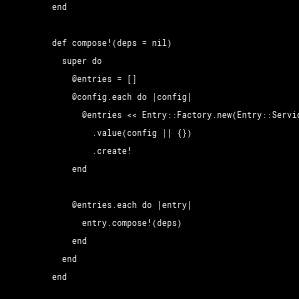 end
def compose!(deps = nil)
super do
@entries = []
@config.each do |config|
@entries << Entry::Factory.new(Entry::Servic
.value(config || {})
.create!
end
@entries.each do |entry|
entry.compose!(deps)
end
end
end